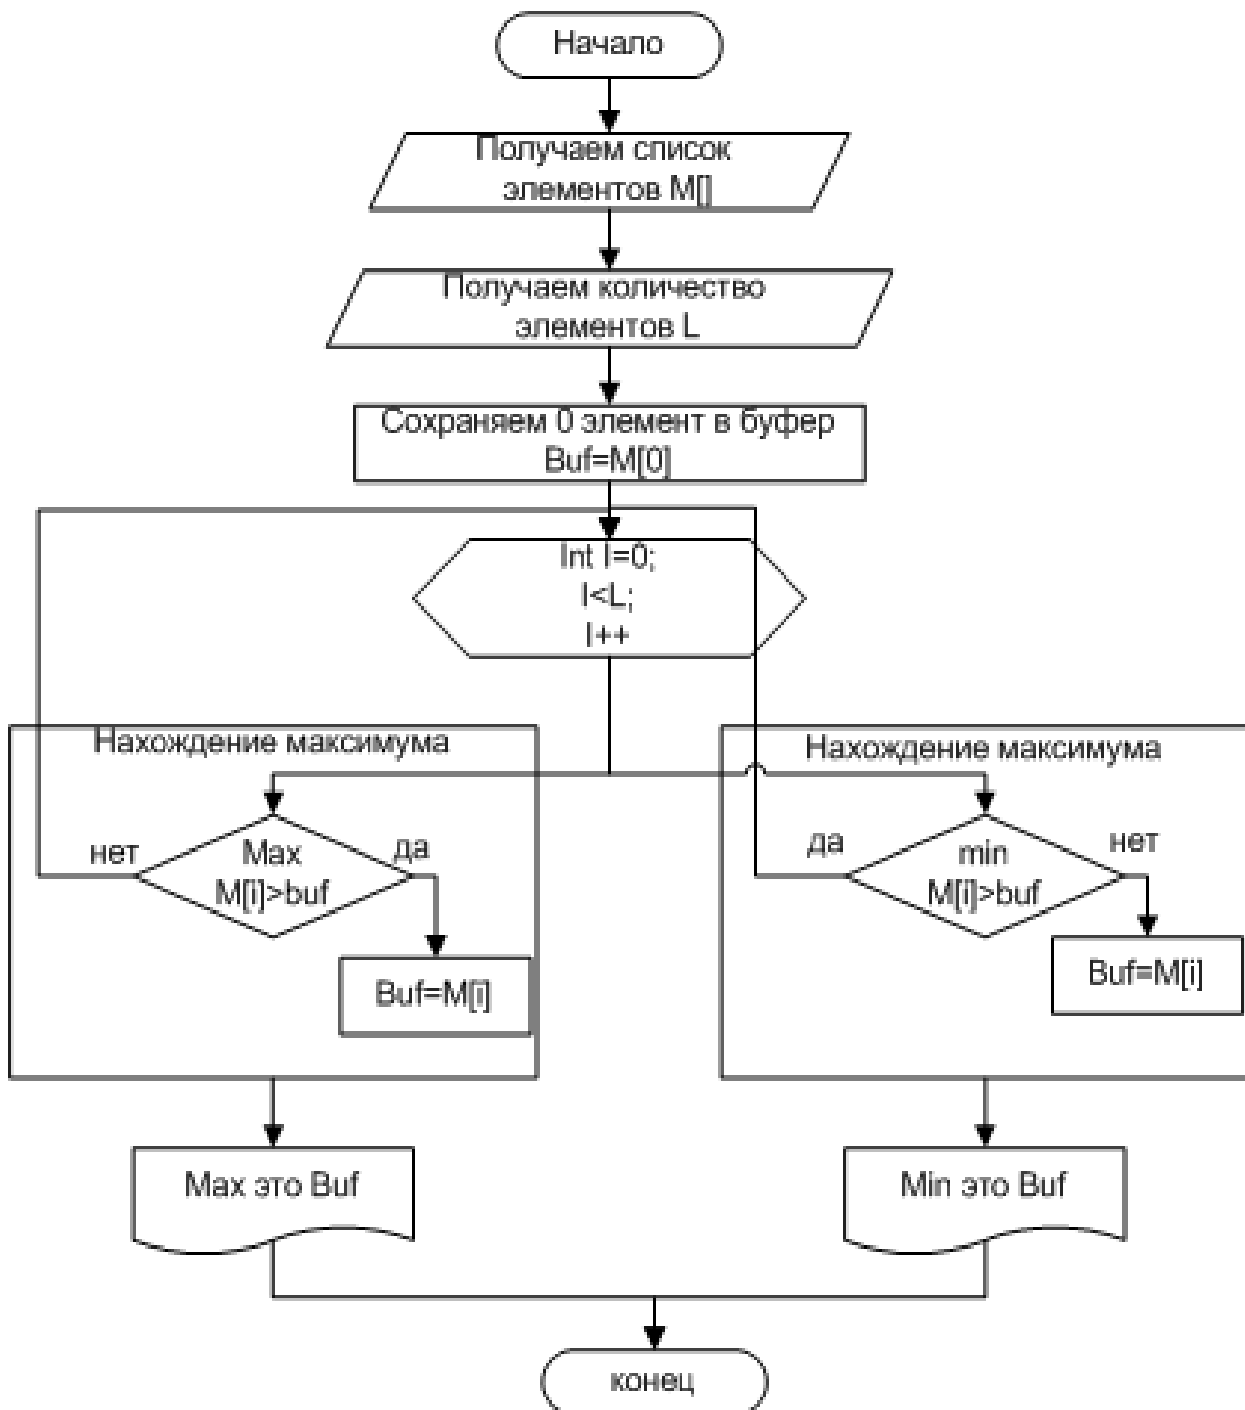 Начало
Получаем список
элементов M[]
Получаем количество
элементов L
Сохраняем 0 элемент в буфер
Buf=M[0]
Int I=0;
I<L;
I++
Нахождение максимума
нет
Max
M[i]>buf
да
Buf=M[i]
Нахождение максимума
да
min
M[i]>buf
нет
Buf=M[i]
Max это Buf
Min это Buf
конец